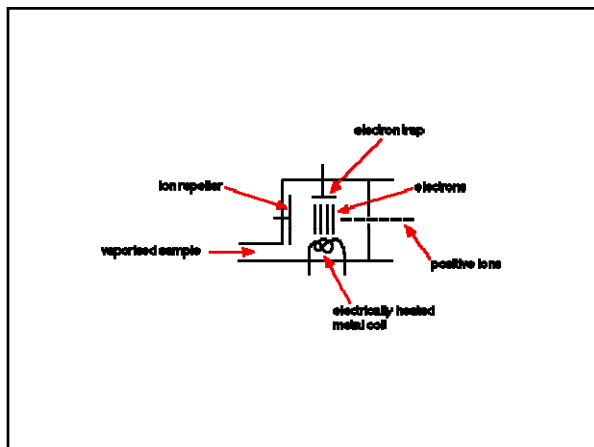 electron trap
ion repeller
electrons
vaporised sample
positive ions
electrically heated
metal coil